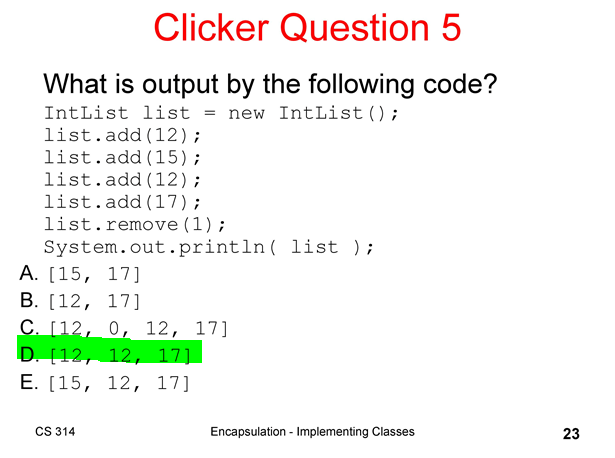 Clicker Question 5
What is output by the following code?
IntList list = new IntList();
list.add(12);
list.add(15);
list.add(12);
list.add(17);
list.remove(1);
System.out.println( list );
A. [15, 17]
B. [12, 17]
C. [12, 0, 12, 17]
D. [12, 12, 17]
E. [15, 12, 17]
CS 314
Encapsulation - Implementing Classes
23